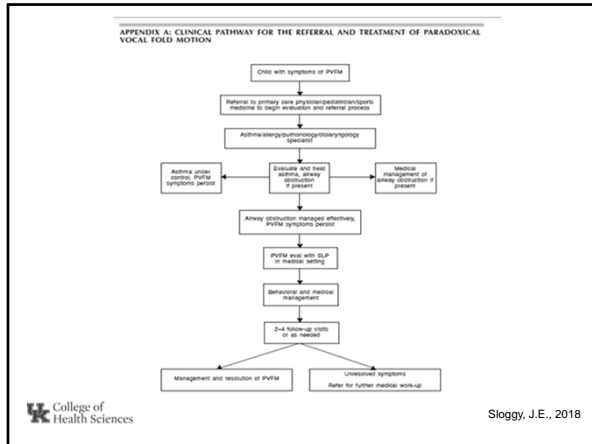 APPENDIX A: CLINICAL PATHWAY FOR THE REFERRAL AND TREATMENT OF PARADOXICAL
VOCAL FOLD MOTION
Child with symptoms of PVFM
Referral to primary care physician/pediatrician/sports
medicine to begin evaluation and referral process
Asthma/allergy/pulmonology/otolaryngology
specialist
Asthma under
control, PVFM
symptoms persist
Evaluate and treat
asthma, airway
obstruction
if present
Medical
management of
airway obstruction if
present
Airway obstruction managed effectively,
PVFM symptoms persist
PVFM eval with SLP
in medical setting
Behavioral and medical
management
2–4 follow-up visits
or as needed
Management and resolution of PVFM
Unresolved symptoms
Refer for further medical work-up
UK College of
Health Sciences
Sloggy, J.E., 2018